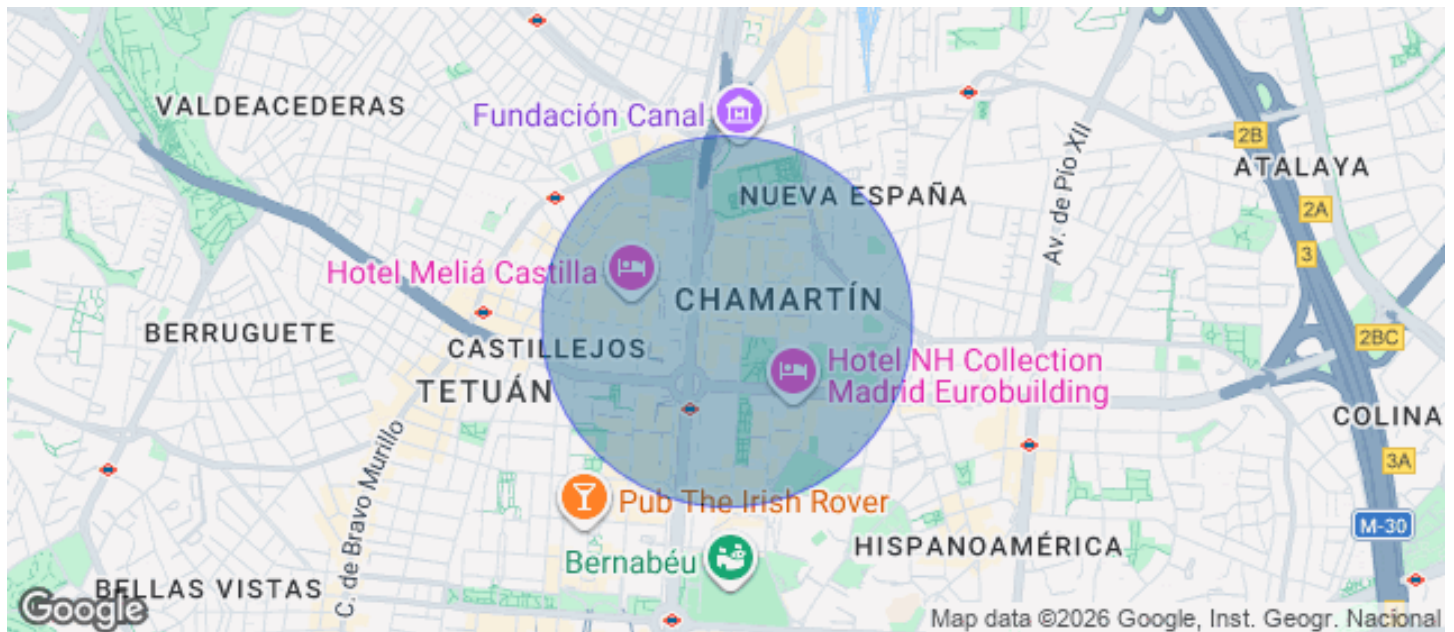 VALDEACEDERAS
Fundación Canal
Av. de Pío XII
2B
ATALAYA
NUEVA ESPAÑA
2A
3
Hotel Meliá Castilla
CHAMARTÍN
BERRUGUETE
CASTILLEJOS
2BC
Hotel NH Collection
Madrid Eurobuilding
TETUÁN
COLINA
C. de Bravo Murillo
3A
Pub The Irish Rover
M-30
HISPANOAMÉRICA
Bernabéu
BELLAS VISTAS
Google
Map data ©2026 Google, Inst. Geogr. Nacional